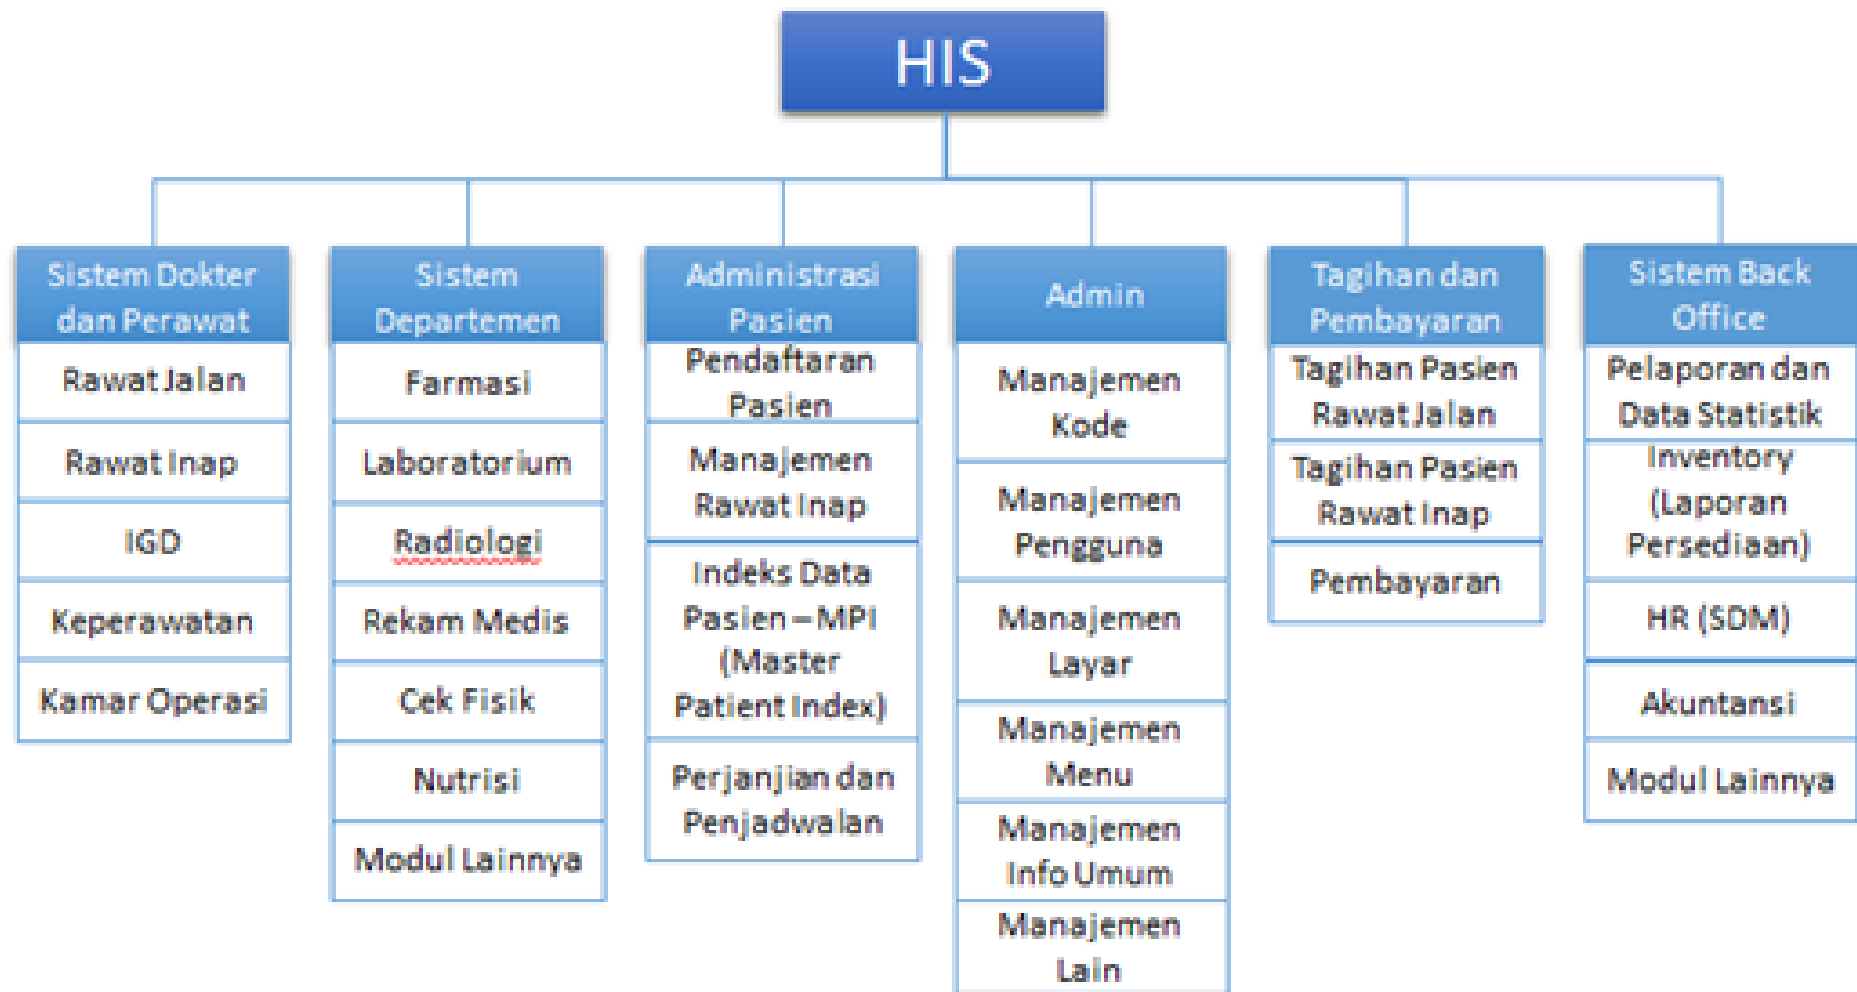 HIS
Sistem Dokter
dan Perawat
Rawat Jalan
Rawat Inap
IGD
Keperawatan
Kamar Operasi
Sistem
Departemen
Farmasi
Laboratorium
Radiologi
Rekam Medis
Cek Fisik
Nutrisi
Modul Lainnya
Administrasi
Pasien
Pendaftaran
Pasien
Manajemen
Rawat Inap
Indeks Data
Pasien – MPI
(Master
Patient Index)
Perjanjian dan
Penjadwalan
Admin
Manajemen
Kode
Manajemen
Pengguna
Manajemen
Layar
Manajemen
Menu
Manajemen
Info Umum
Manajemen
Lain
Tagihan dan
Pembayaran
Tagihan Pasien
Rawat Jalan
Tagihan Pasien
Rawat Inap
Pembayaran
Sistem Back
Office
Pelaporan dan
Data Statistik
Inventory
(Laporan
Persediaan)
HR (SDM)
Akuntansi
Modul Lainnya